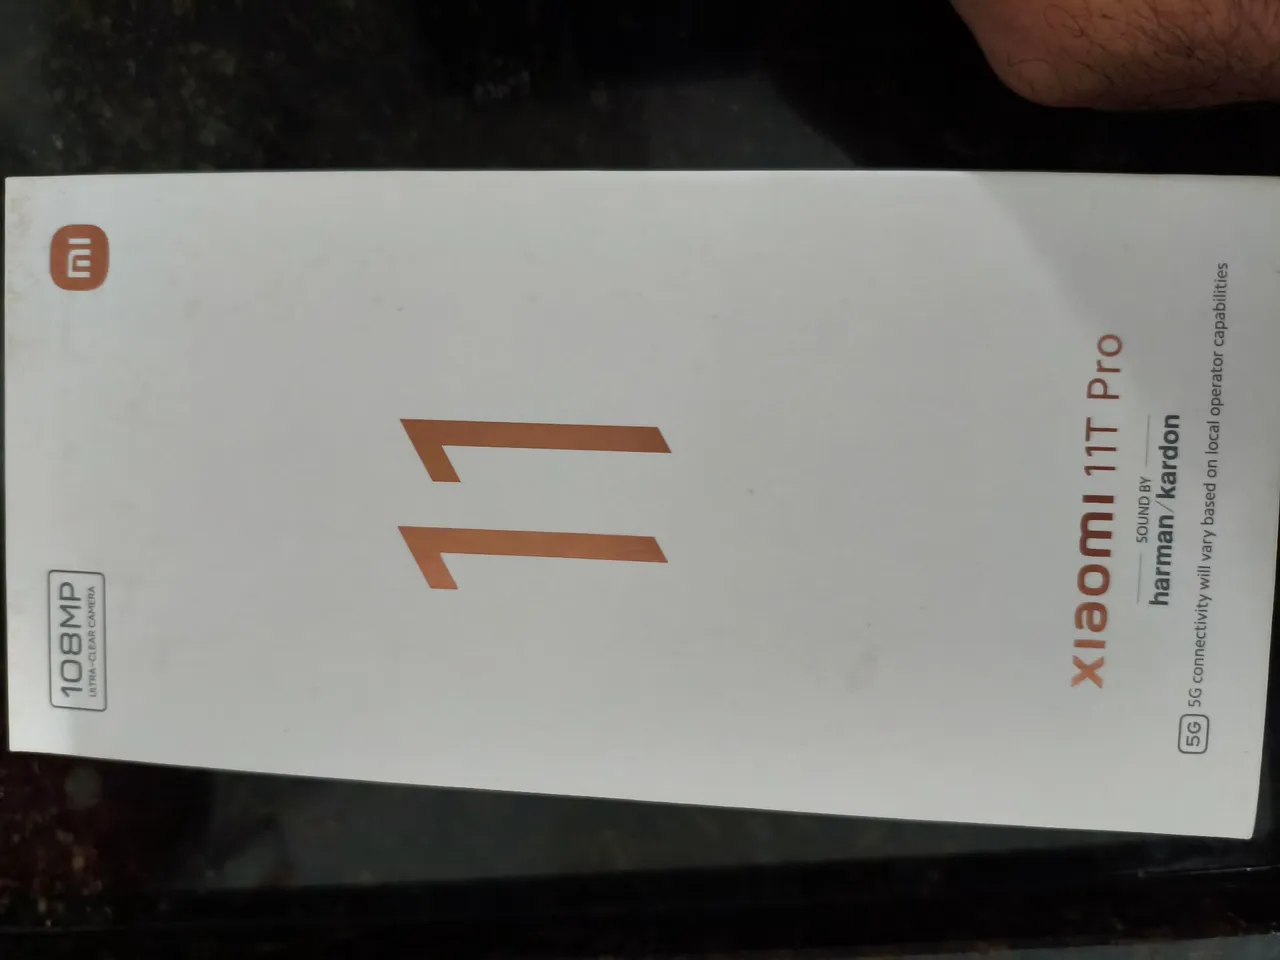 mi
108MP
ULTRA-CLEAR CAMERA
11
xiaomi 11T Pro
SOUND BY
harman/kardon
5G 5G connectivity will vary based on local operator capabilities